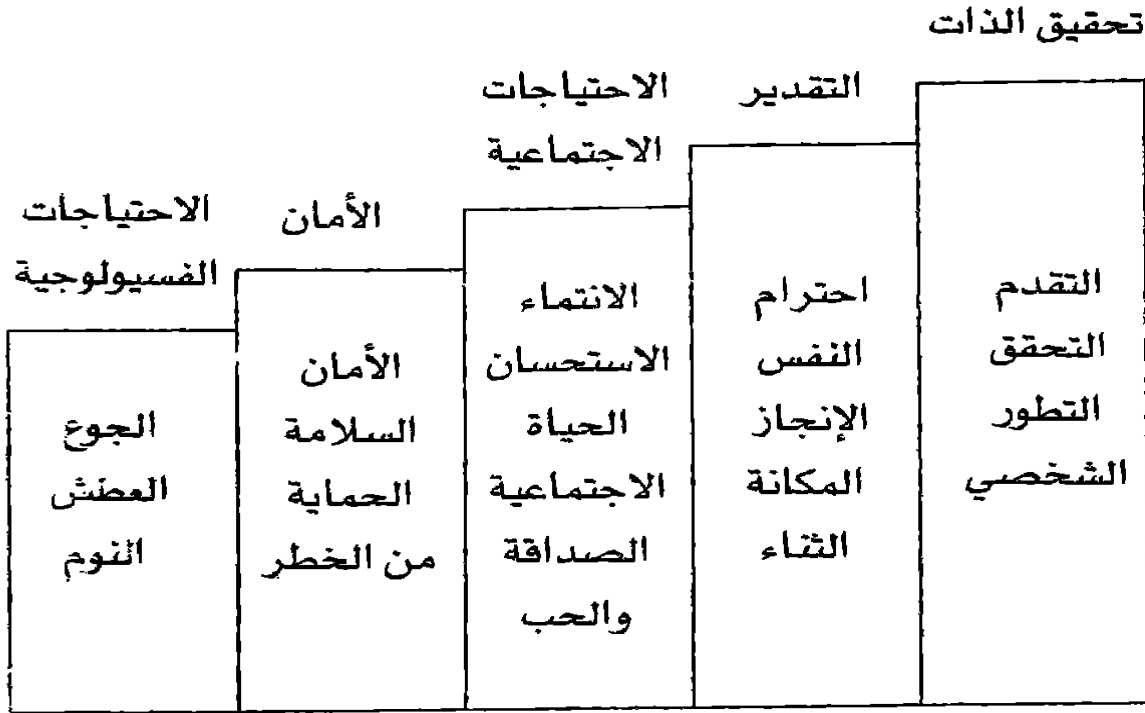 تحقيق الذات
التقدم
التحقق
التطور
الشخصي
التقدير
احترام
النفس
الإنجاز
المكانة
الثناء
الاحتياجات
الاجتماعية
الانتماء
الاستحسان
الحياة
الاجتماعية
الصداقة
والحب
الأمان
الأمان
السلامة
الحماية
من الخطر
الاحتياجات
الفسيولوجية
الجوع
العطش
النوم